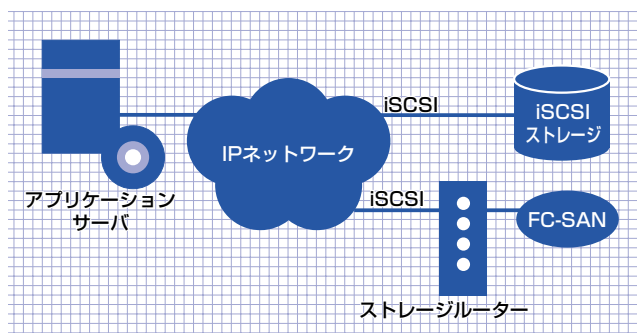 iSCSI
iSCSI
ストレージ
IPネットワーク
アプリケーション
サーバ
iSCSI
FC-SAN
ストレージルーター